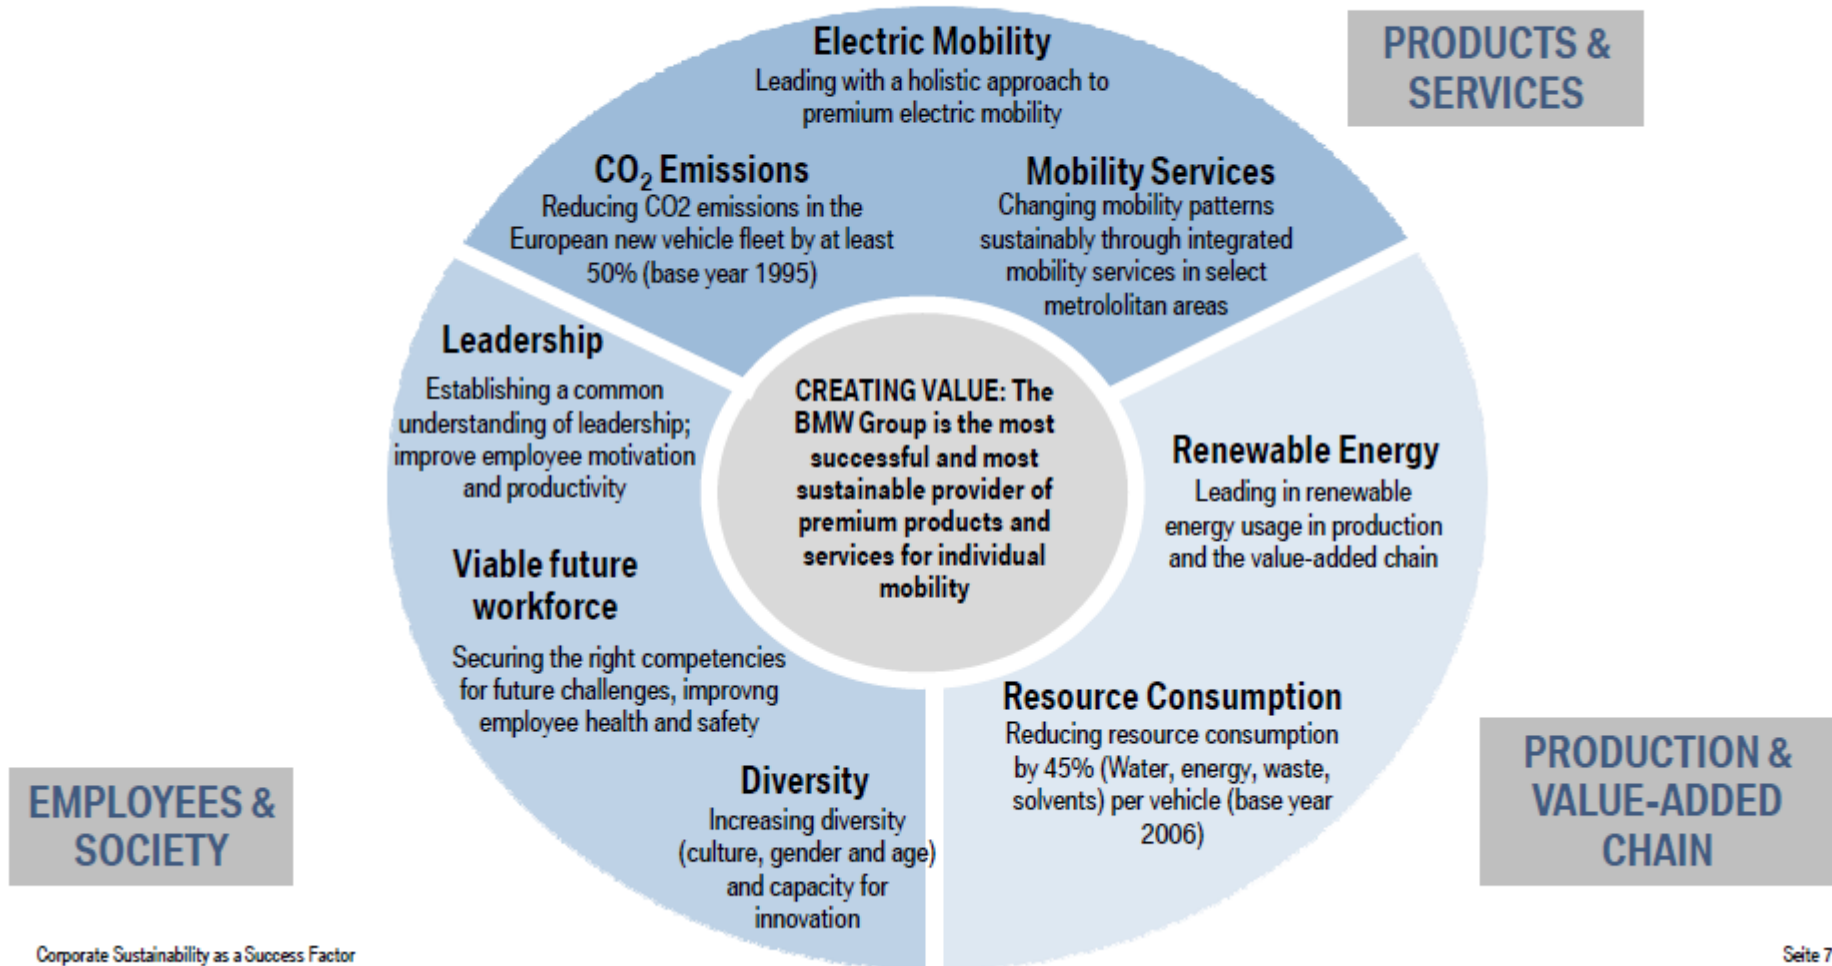 PRODUCTS &
SERVICES
Electric Mobility
Leading with a holistic approach to
premium electric mobility
CO₂ Emissions
Reducing CO2 emissions in the
European new vehicle fleet by at least
50% (base year 1995)
Mobility Services
Changing mobility patterns
sustainably through integrated
mobility services in select
metrololitan areas
Leadership
Establishing a common
understanding of leadership;
improve employee motivation
and productivity
Viable future
workforce
Securing the right competencies
for future challenges, improvng
employee health and safety
Diversity
Increasing diversity
(culture, gender and age)
and capacity for
innovation
CREATING VALUE: The
BMW Group is the most
successful and most
sustainable provider of
premium products and
services for individual
mobility
Renewable Energy
Leading in renewable
energy usage in production
and the value-added chain
Resource Consumption
Reducing resource consumption
by 45% (Water, energy, waste,
solvents) per vehicle (base year
2006)
EMPLOYEES &
SOCIETY
PRODUCTION &
VALUE-ADDED
CHAIN
Corporate Sustainability as a Success Factor
Seite 7